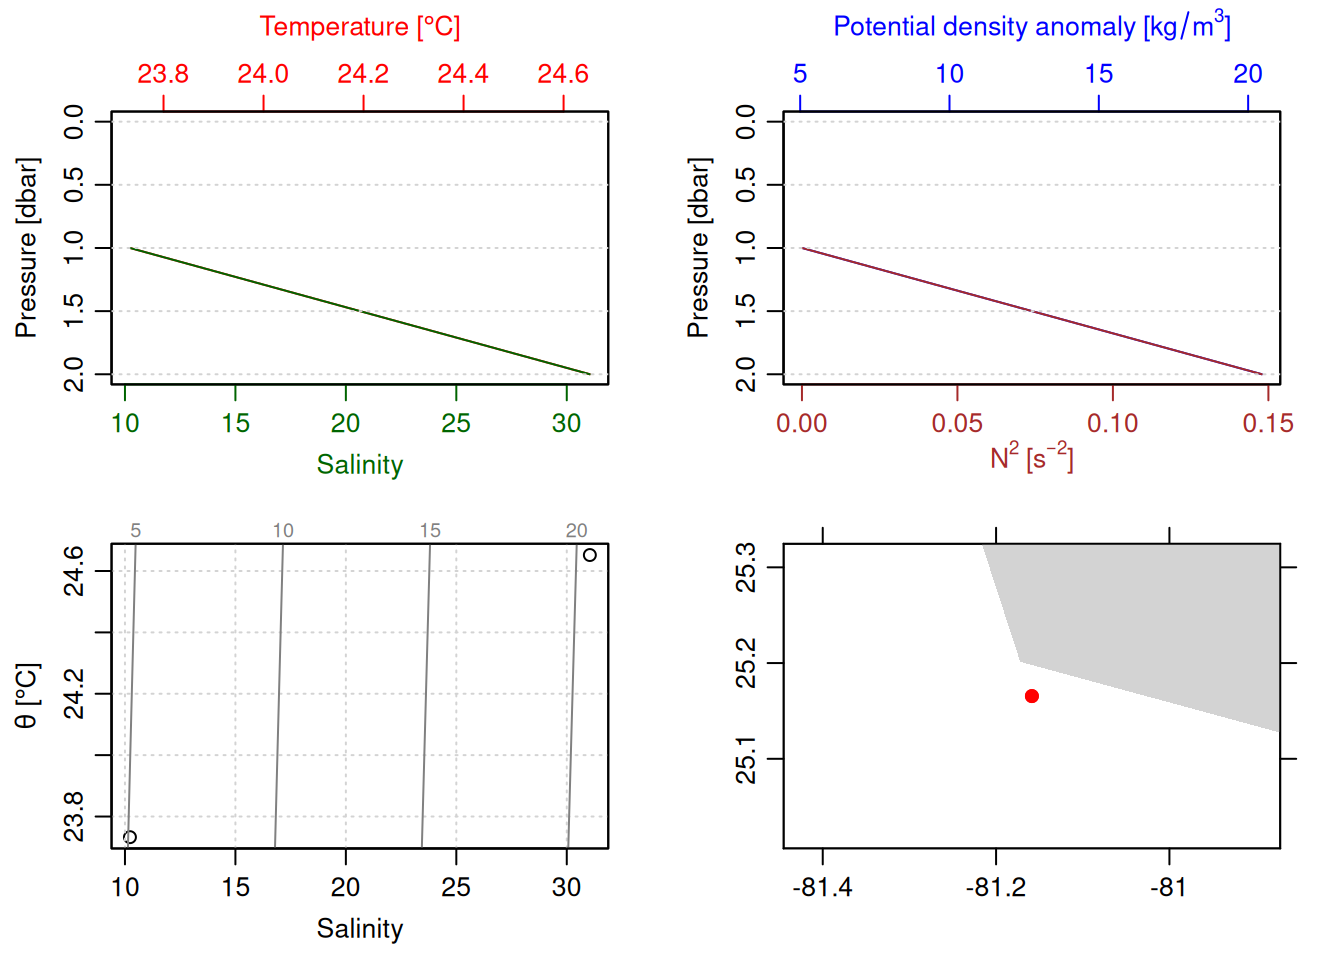 Temperature [°C]
23.8 24.0 24.2 24.4 24.6
Pressure [dbar]
0.0 0.5 1.0 1.5 2.0
10 15 20 25 30
Salinity
Potential density anomaly [kg/m³]
5 10 15 20
Pressure [dbar]
0.0 0.5 1.0 1.5 2.0
0.00 0.05 0.10 0.15
N² [s⁻²]
5 10 15 20
θ [°C]
23.8 24.2 24.6
10 15 20 25 30
Salinity
25.3
25.2
25.1
-81.4 -81.2 -81